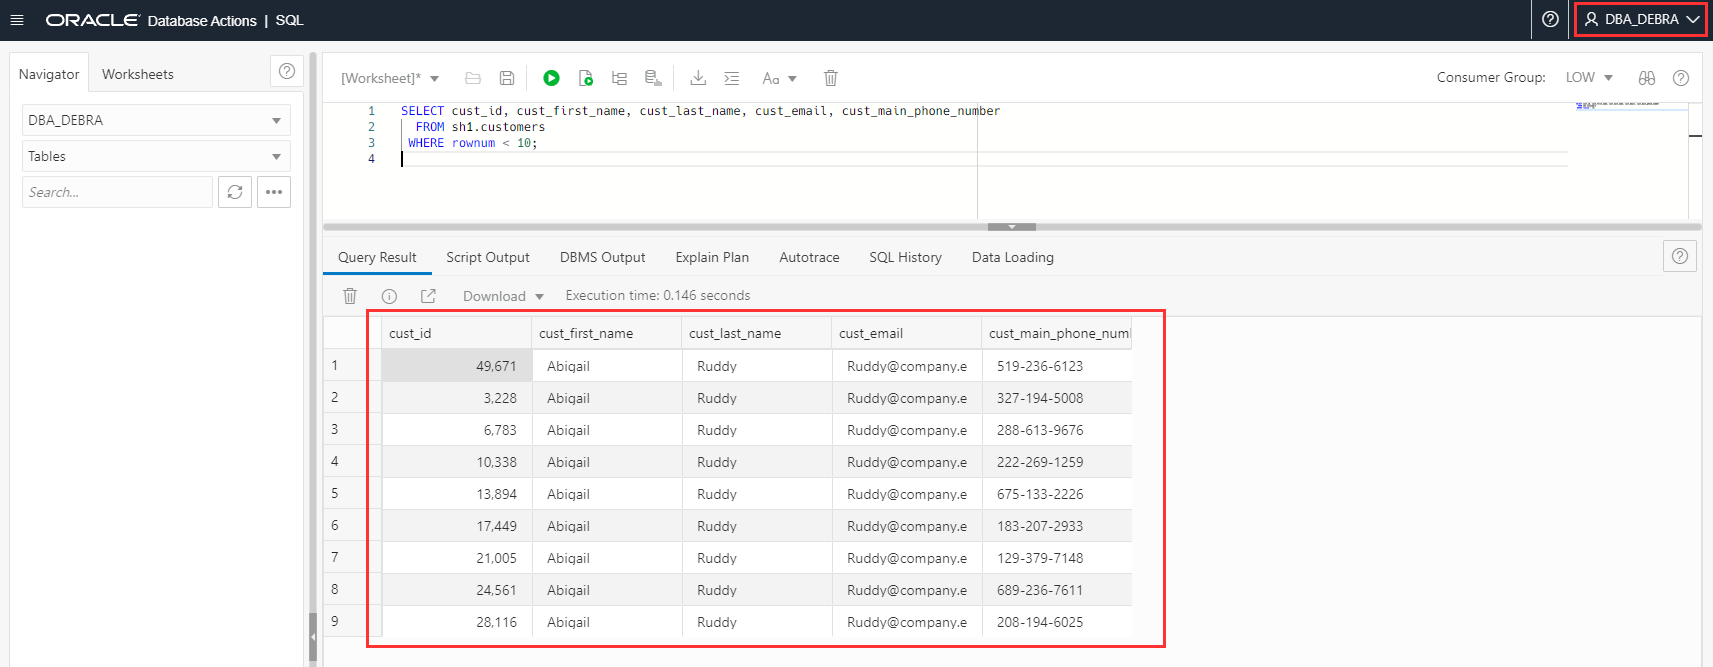 ORACLE Database Actions | SQL
DBA_DEBRA
Navigator
Worksheets
DBA_DEBRA
Tables
Search...
[Worksheet]*
Aa
Consumer Group: LOW
1 SELECT cust_id, cust_first_name, cust_last_name, cust_email, cust_main_phone_number
2 FROM sh1.customers
3 WHERE rownum < 10;
4
Query Result Script Output DBMS Output Explain Plan Autotrace SQL History Data Loading
Download Execution time: 0.146 seconds
cust_id cust_first_name cust_last_name cust_email cust_main_phone_num
1 49,671 Abigail Ruddy Ruddy@company.e 519-236-6123
2 3,228 Abigail Ruddy Ruddy@company.e 327-194-5008
3 6,783 Abigail Ruddy Ruddy@company.e 288-613-9676
4 10,338 Abigail Ruddy Ruddy@company.e 222-269-1259
5 13,894 Abigail Ruddy Ruddy@company.e 675-133-2226
6 17,449 Abigail Ruddy Ruddy@company.e 183-207-2933
7 21,005 Abigail Ruddy Ruddy@company.e 129-379-7148
8 24,561 Abigail Ruddy Ruddy@company.e 689-236-7611
9 28,116 Abigail Ruddy Ruddy@company.e 208-194-6025